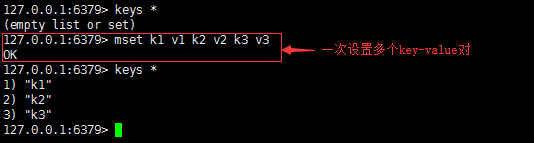 127.0.0.1:6379> keys *
(empty list or set)
127.0.0.1:6379> mset k1 v1 k2 v2 k3 v3
OK
一次设置多个key-value对
127.0.0.1:6379> keys *
1) "k1"
2) "k2"
3) "k3"
127.0.0.1:6379>